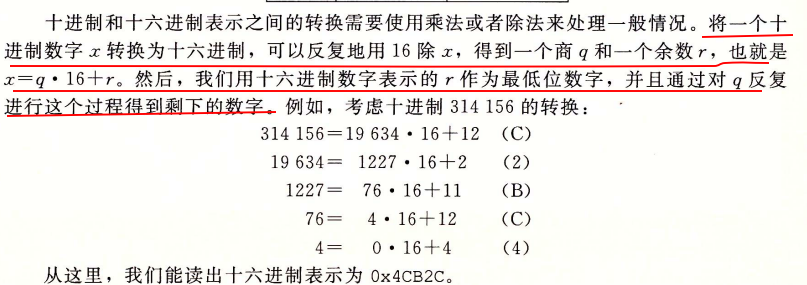 十进制和十六进制表示之间的转换需要使用乘法或者除法来处理一般情况。将一个十
进制数字 x 转换为十六进制，可以反复地用 16 除 x，得到一个商 q 和一个余数 r，也就是
x=q·16+r。然后，我们用十六进制数字表示的 r 作为最低位数字，并且通过对 q 反复
进行这个过程得到剩下的数字。例如，考虑十进制 314 156 的转换：
314 156=19 634·16+12 (C)
19 634= 1227·16+2 (2)
1227= 76·16+11 (B)
76= 4·16+12 (C)
4= 0·16+4 (4)
从这里，我们能读出十六进制表示为 0x4CB2C。